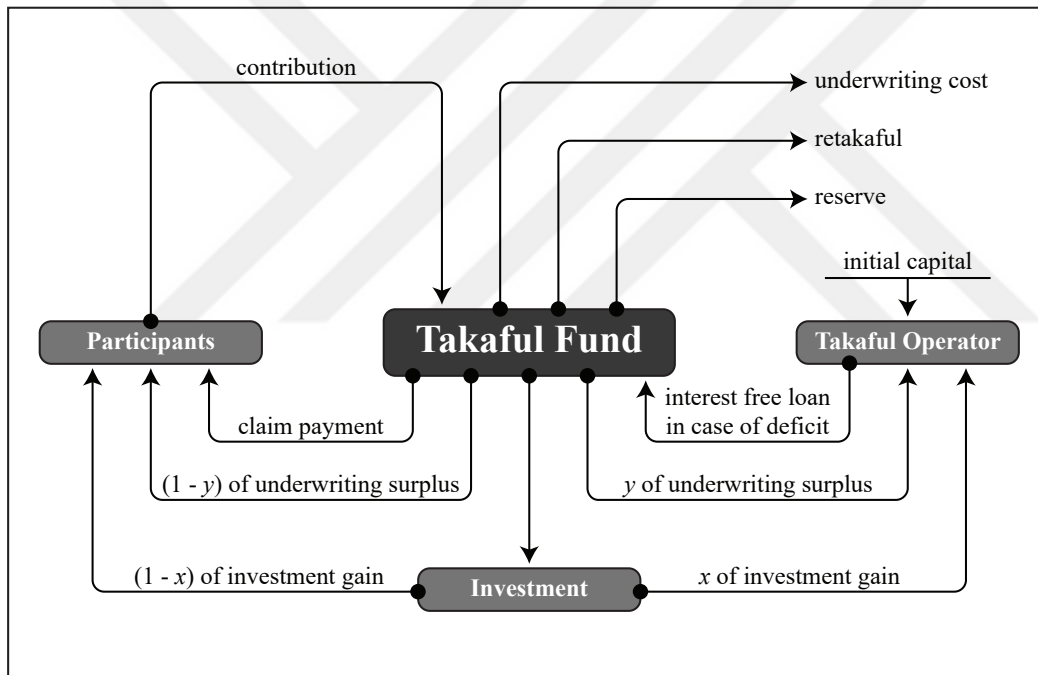 contribution
underwriting cost
retakaful
reserve
initial capital
Participants
Takaful Fund
Takaful Operator
interest free loan
in case of deficit
claim payment
(1 - y) of underwriting surplus
y of underwriting surplus
(1 - x) of investment gain
Investment
x of investment gain